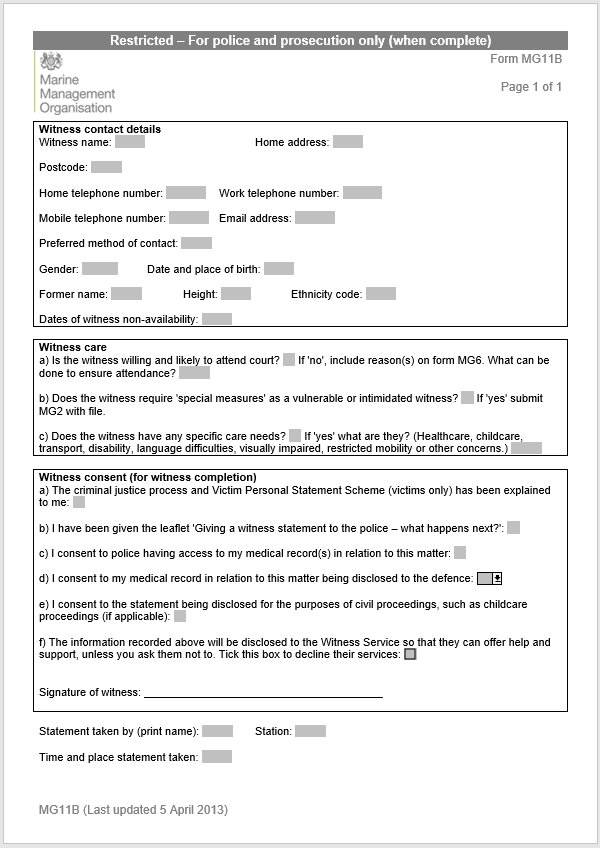 Restricted – For police and prosecution only (when complete)
Form MG11B
Marine
Management
Organisation
Page 1 of 1
Witness contact details
Witness name: Home address:
Postcode:
Home telephone number: Work telephone number:
Mobile telephone number: Email address:
Preferred method of contact:
Gender: Date and place of birth:
Former name: Height: Ethnicity code:
Dates of witness non-availability:
Witness care
a) Is the witness willing and likely to attend court? If 'no', include reason(s) on form MG6. What can be
done to ensure attendance?
b) Does the witness require 'special measures' as a vulnerable or intimidated witness? If 'yes' submit
MG2 with file.
c) Does the witness have any specific care needs? If 'yes' what are they? (Healthcare, childcare,
transport, disability, language difficulties, visually impaired, restricted mobility or other concerns.)
Witness consent (for witness completion)
a) The criminal justice process and Victim Personal Statement Scheme (victims only) has been explained
to me:
b) I have been given the leaflet 'Giving a witness statement to the police – what happens next?':
c) I consent to police having access to my medical record(s) in relation to this matter:
d) I consent to my medical record in relation to this matter being disclosed to the defence:
e) I consent to the statement being disclosed for the purposes of civil proceedings, such as childcare
proceedings (if applicable):
f) The information recorded above will be disclosed to the Witness Service so that they can offer help and
support, unless you ask them not to. Tick this box to decline their services:
Signature of witness:
Statement taken by (print name): Station:
Time and place statement taken:
MG11B (Last updated 5 April 2013)